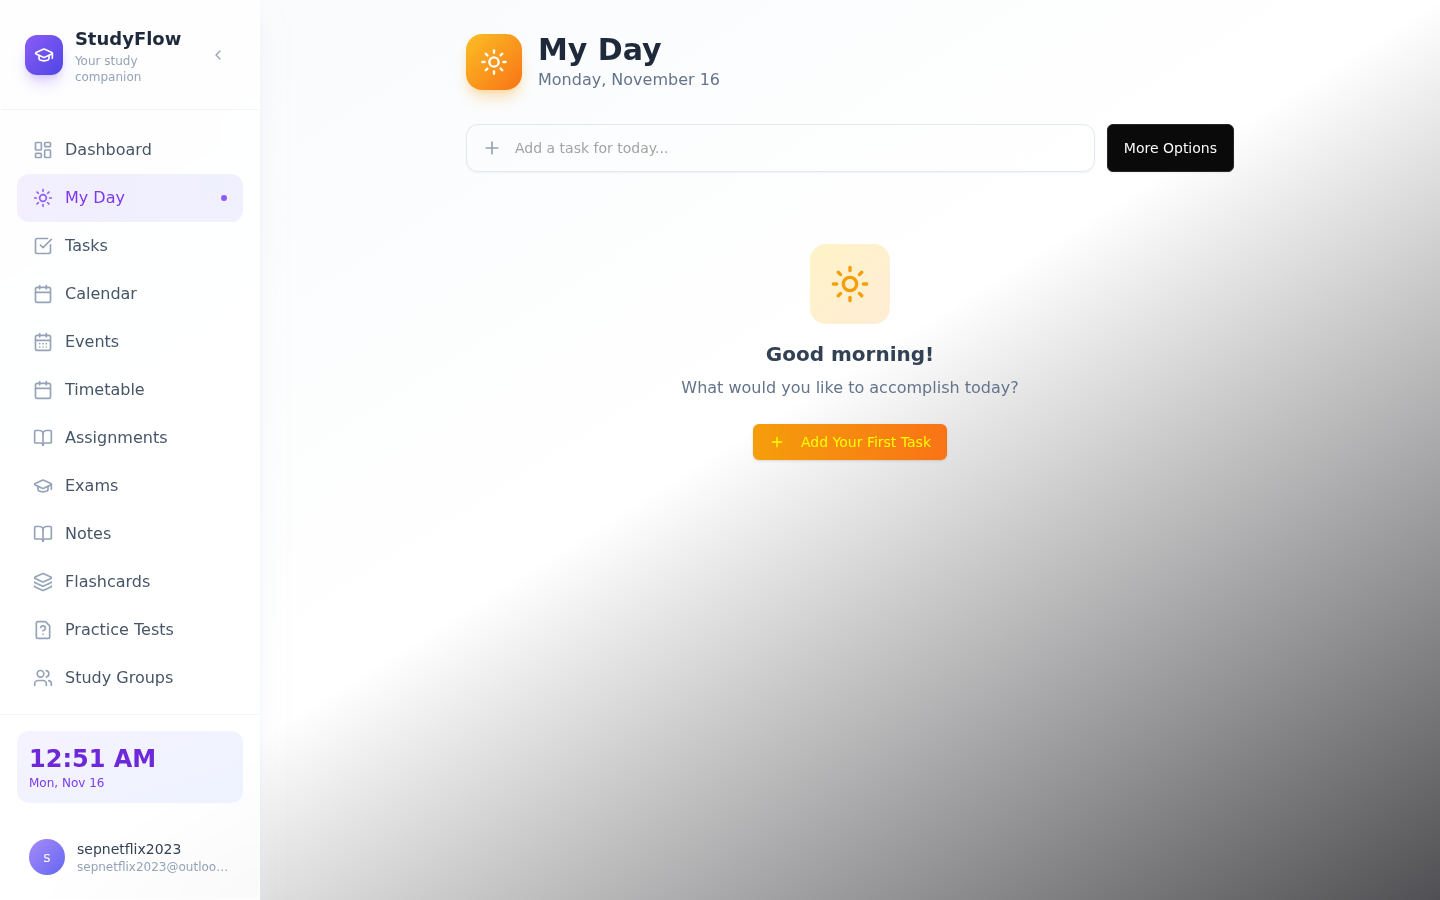 StudyFlow
Your study
companion
Dashboard
My Day
Tasks
Calendar
Events
Timetable
Assignments
Exams
Notes
Flashcards
Practice Tests
Study Groups
12:51 AM
Mon, Nov 16
s
sepnetflix2023
sepnetflix2023@outloo...
My Day
Monday, November 16
Add a task for today...
More Options
Good morning!
What would you like to accomplish today?
Add Your First Task